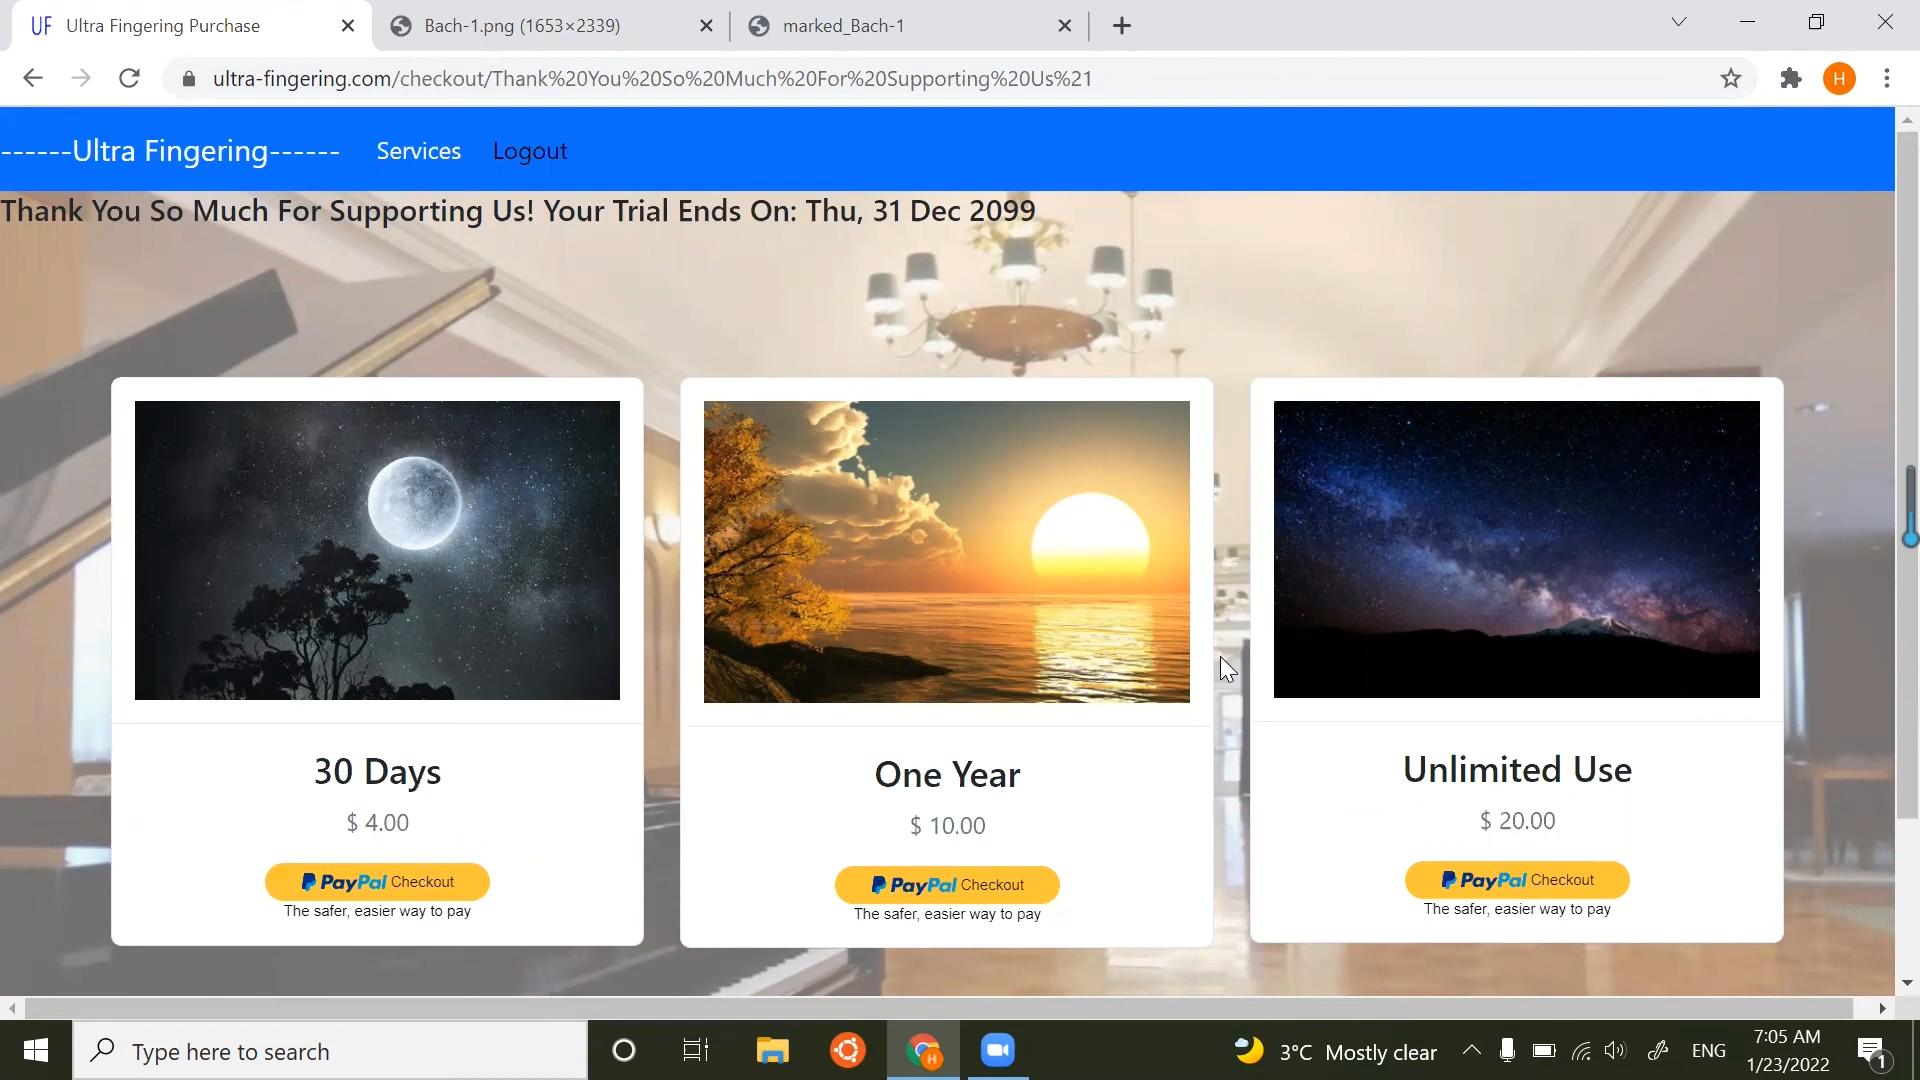 UF Ultra Fingering Purchase
Bach-1.png (1653×2339)
marked_Bach-1
ultra-fingering.com/checkout/Thank%20You%20So%20Much%20For%20Supporting%20Us%21
H
------Ultra Fingering------ Services Logout
Thank You So Much For Supporting Us! Your Trial Ends On: Thu, 31 Dec 2099
30 Days
$ 4.00
PayPal Checkout
The safer, easier way to pay
One Year
$ 10.00
PayPal Checkout
The safer, easier way to pay
Unlimited Use
$ 20.00
PayPal Checkout
The safer, easier way to pay
Type here to search
H
3°C Mostly clear
ENG
7:05 AM
1/23/2022
1